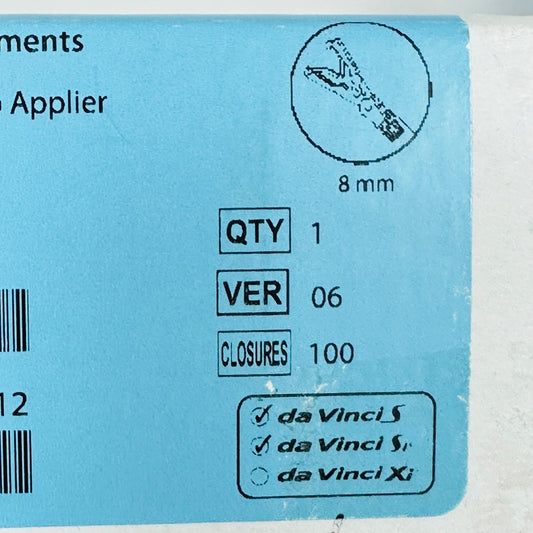 ments
Applier
8 mm
QTY 1
VER 06
CLOSURES 100
12
da Vinci S
da Vinci Si
da Vinci Xi